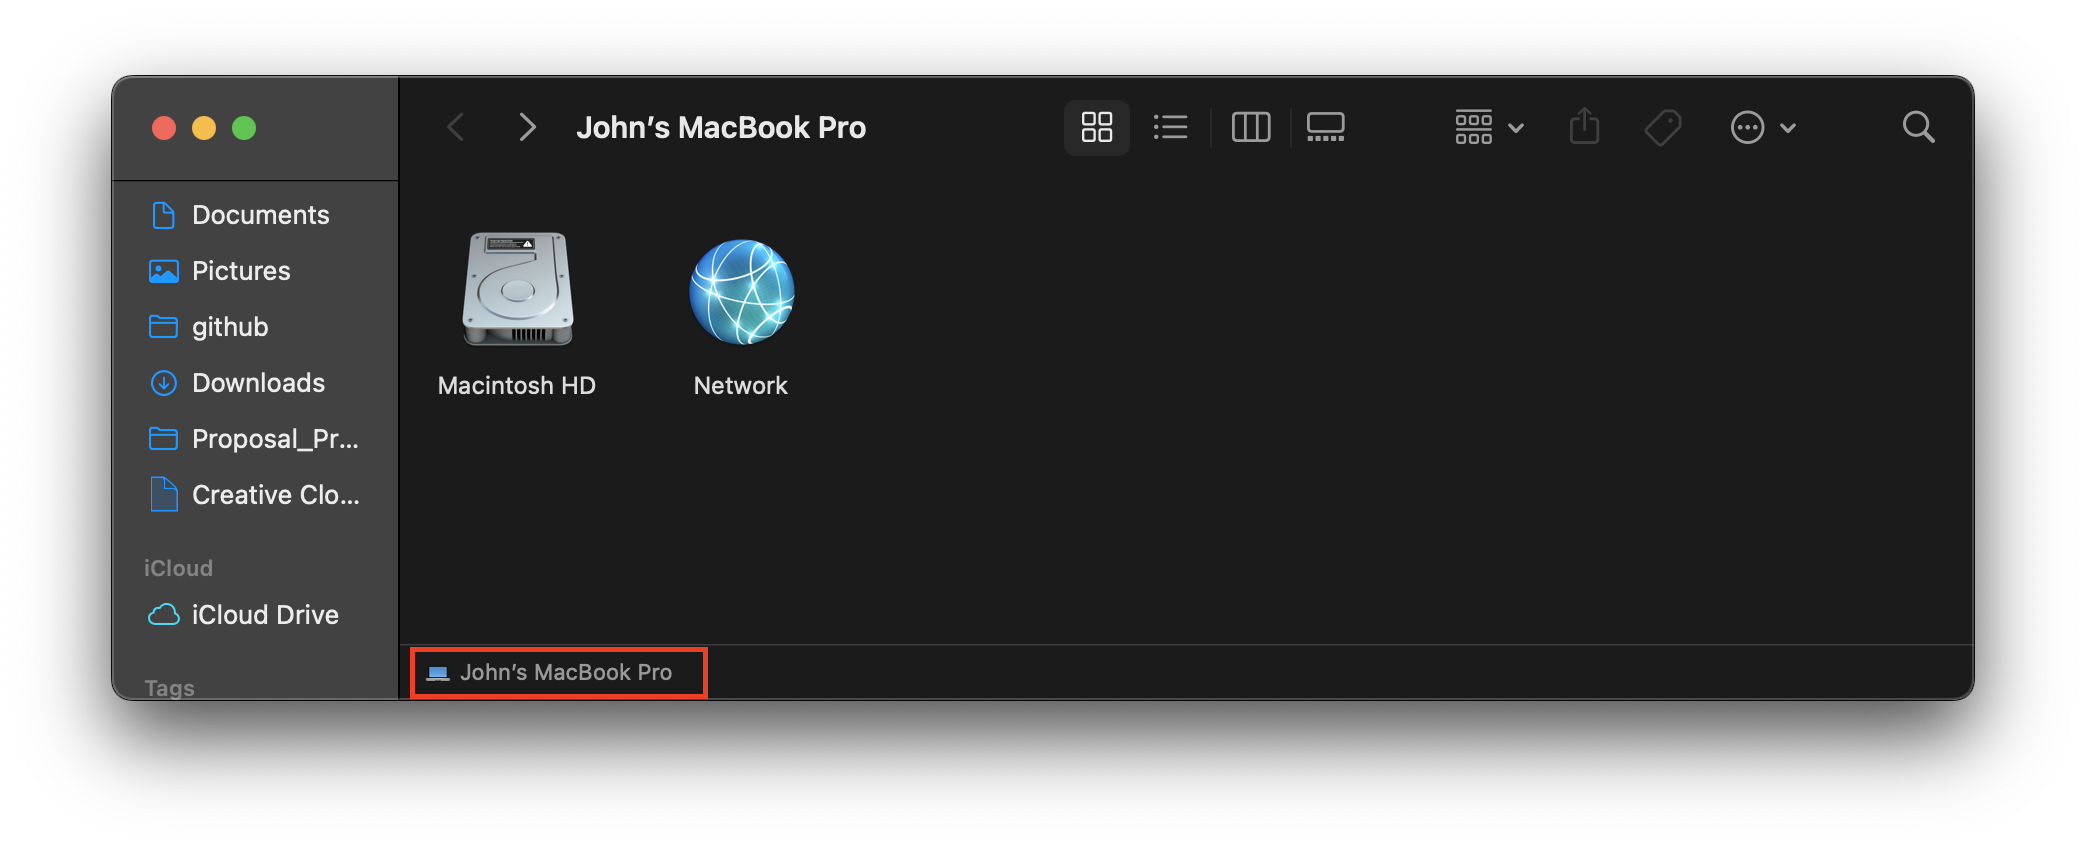 John’s MacBook Pro
Documents
Pictures
github
Downloads
Proposal_Pr...
Creative Clo...
iCloud
iCloud Drive
Tags
Macintosh HD
Network
John’s MacBook Pro